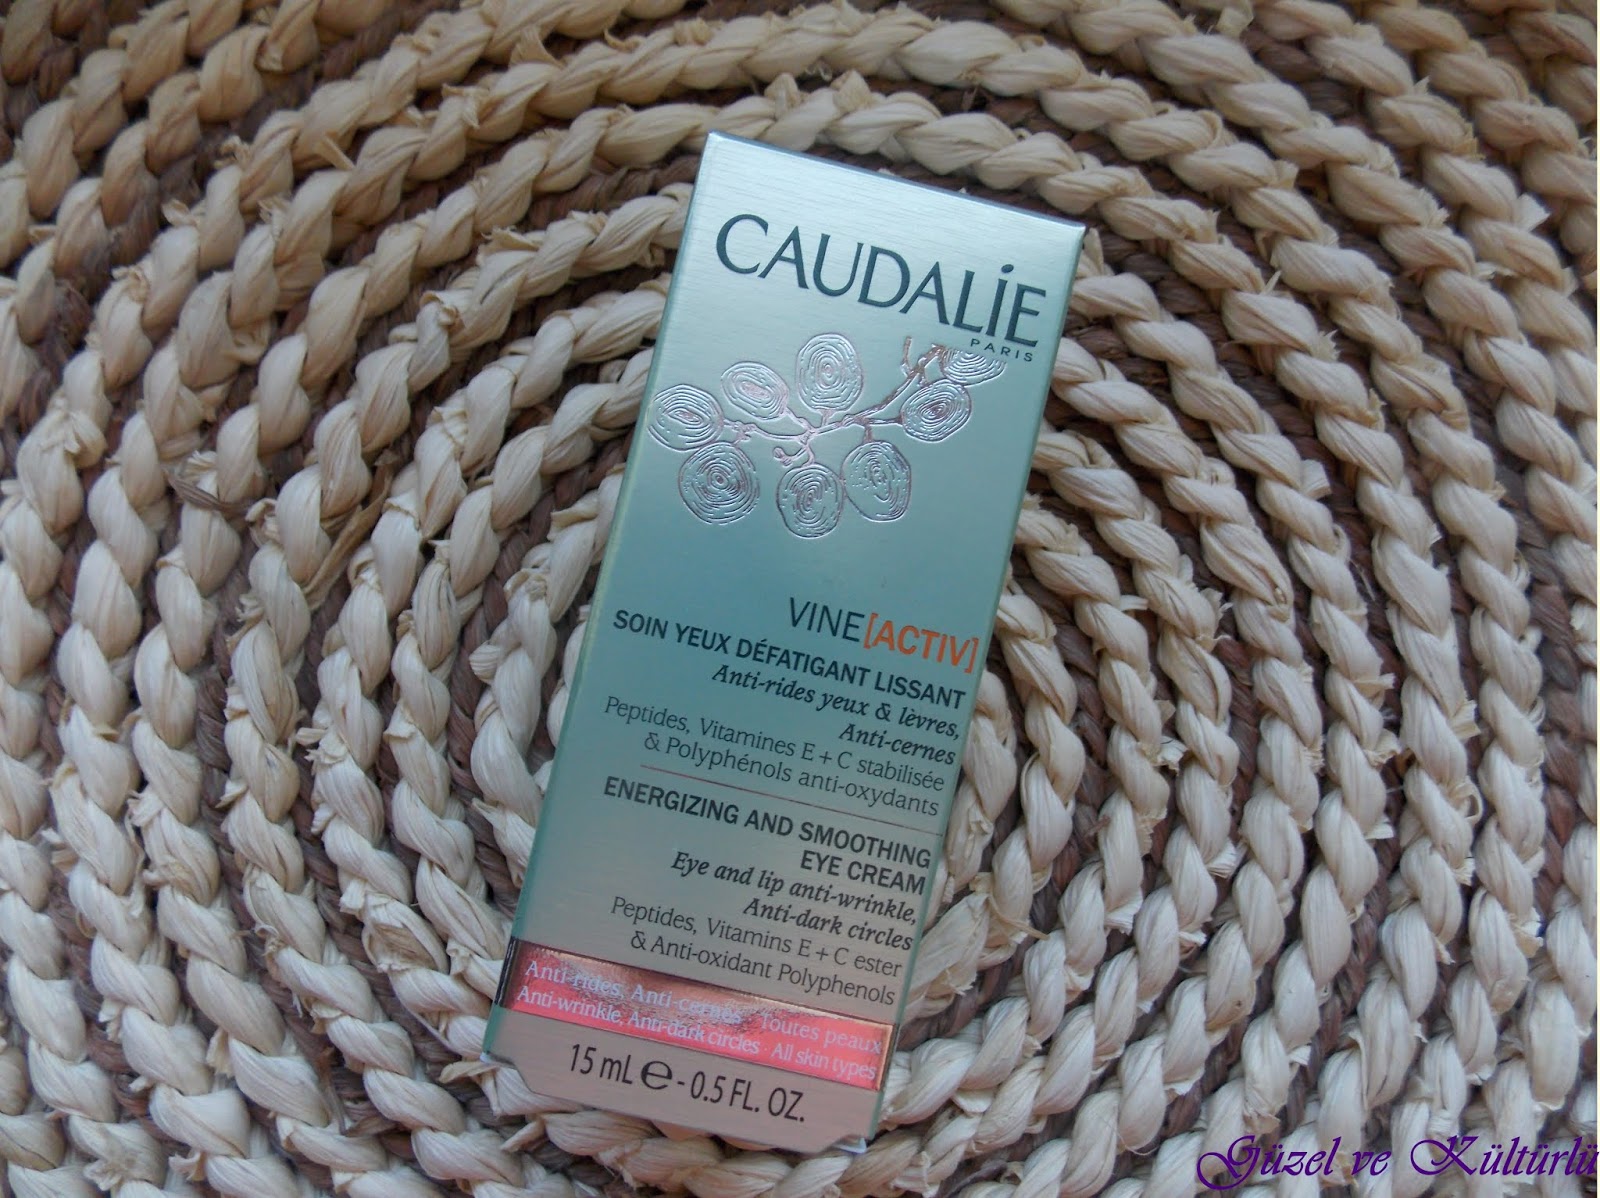 CAUDALÍE
PARIS
VINE[ACTIV]
SOIN YEUX DÉFATIGANT LISSANT
Anti-rides yeux & lèvres,
Anti-cernes
Peptides, Vitamines E + C stabilisée
& Polyphénols anti-oxydants
ENERGIZING AND SMOOTHING
EYE CREAM
Eye and lip anti-wrinkle,
Anti-dark circles
Peptides, Vitamins E + C ester
& Anti-oxidant Polyphenols
Anti-rides, Anti-cernes · Toutes peaux
Anti-wrinkle, Anti-dark circles · All skin types
15 mL ℮ - 0.5 FL. OZ.
Güzel ve Kültürlü